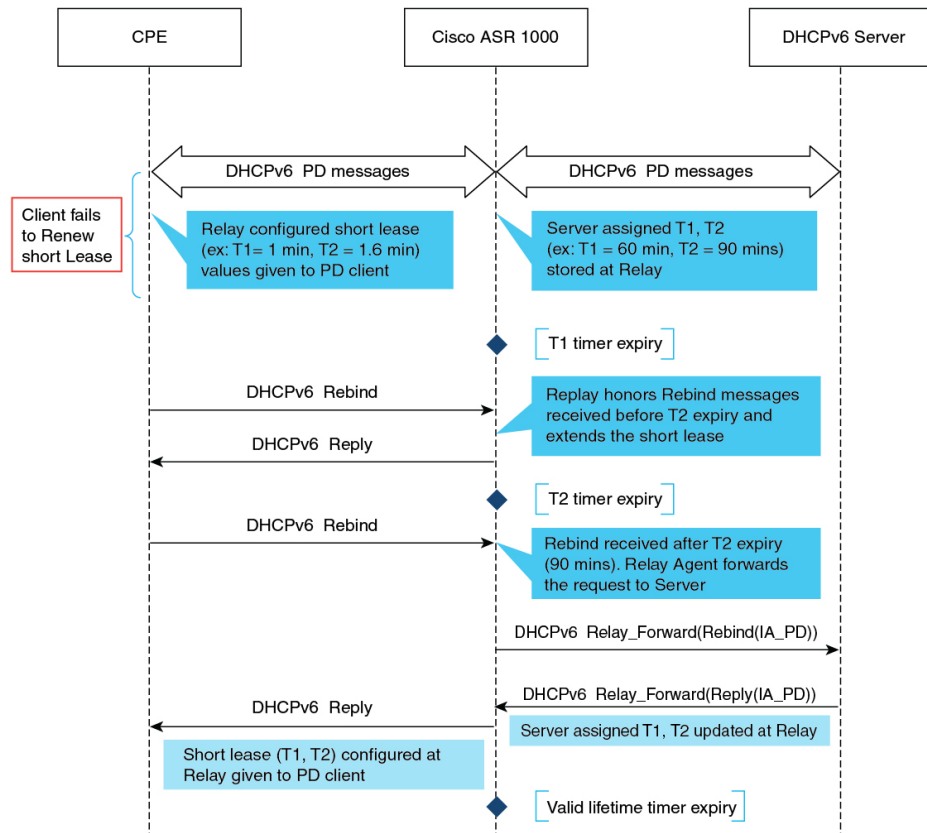 CPE
Cisco ASR 1000
DHCPv6 Server
DHCPv6 PD messages
DHCPv6 PD messages
Client fails
to Renew
short Lease
Relay configured short lease
(ex: T1= 1 min, T2 = 1.6 min)
values given to PD client
Server assigned T1, T2
(ex: T1 = 60 min, T2 = 90 mins)
stored at Relay
T1 timer expiry
DHCPv6 Rebind
Replay honors Rebind messages
received before T2 expiry and
extends the short lease
DHCPv6 Reply
T2 timer expiry
DHCPv6 Rebind
Rebind received after T2 expiry
(90 mins). Relay Agent forwards
the request to Server
DHCPv6 Relay_Forward(Rebind(IA_PD))
DHCPv6 Relay_Forward(Reply(IA_PD))
DHCPv6 Reply
Server assigned T1, T2 updated at Relay
Short lease (T1, T2) configured at
Relay given to PD client
Valid lifetime timer expiry